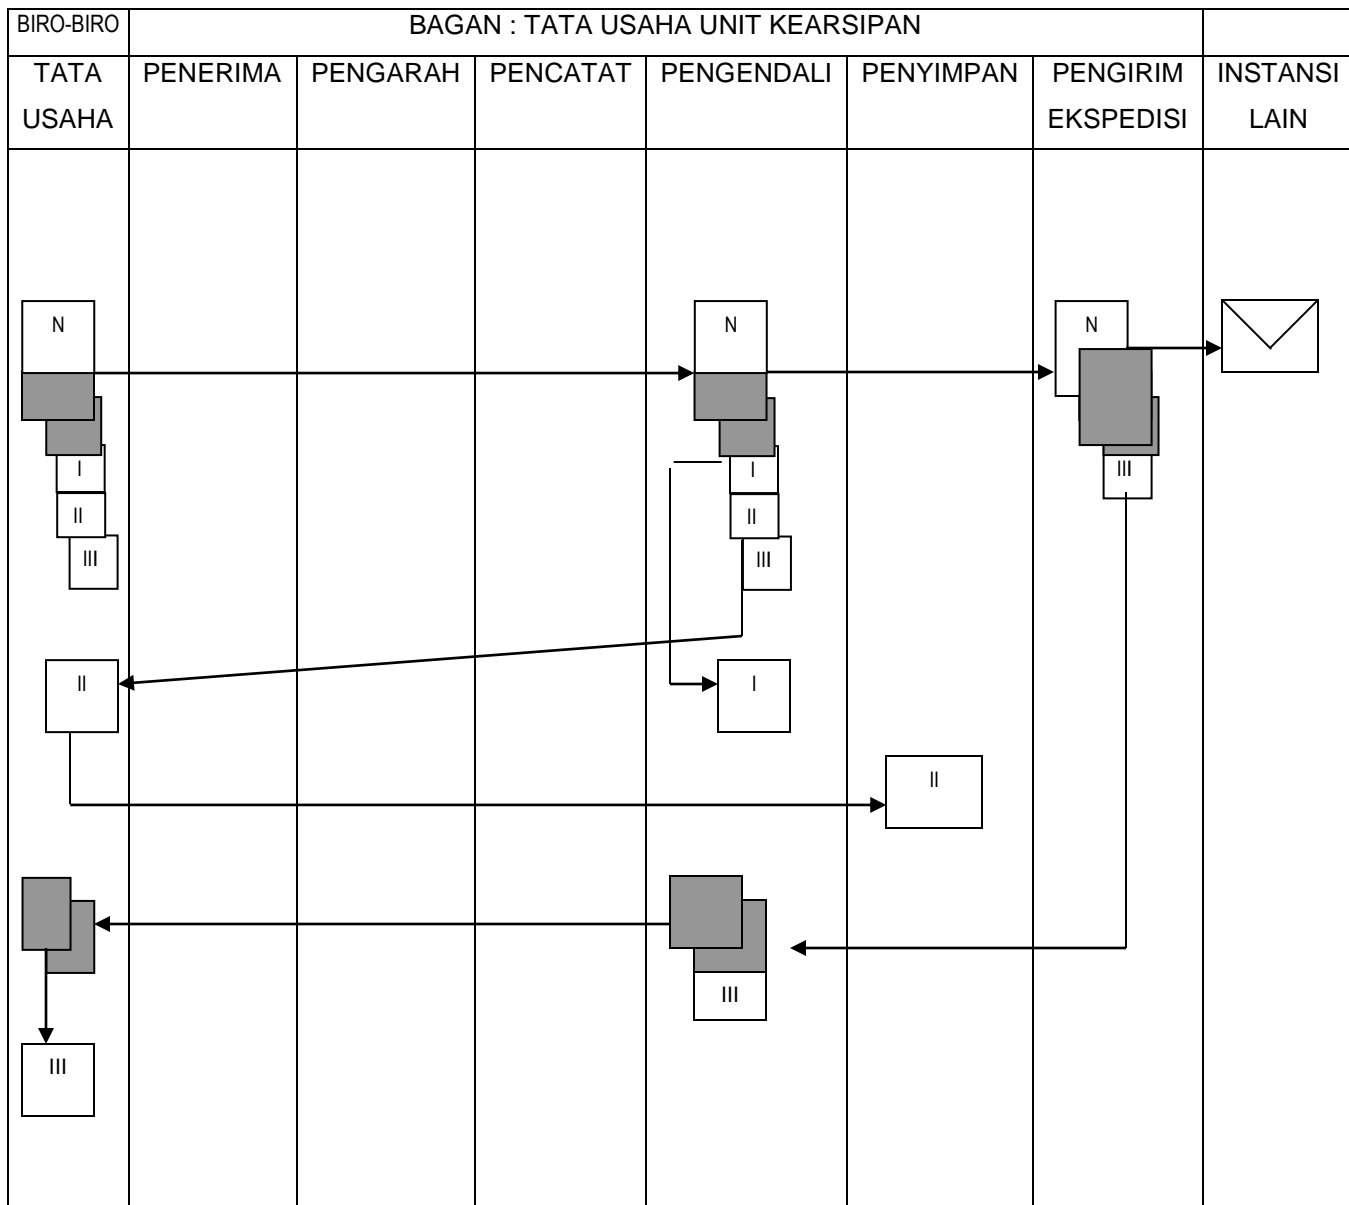 BIRO-BIRO
BAGAN : TATA USAHA UNIT KEARSIPAN
TATA
USAHA
PENERIMA
PENGARAH
PENCATAT
PENGENDALI
PENYIMPAN
PENGIRIM
EKSPEDISI
INSTANSI
LAIN
N
N
N
I
II
III
I
II
III
III
II
I
II
III
III